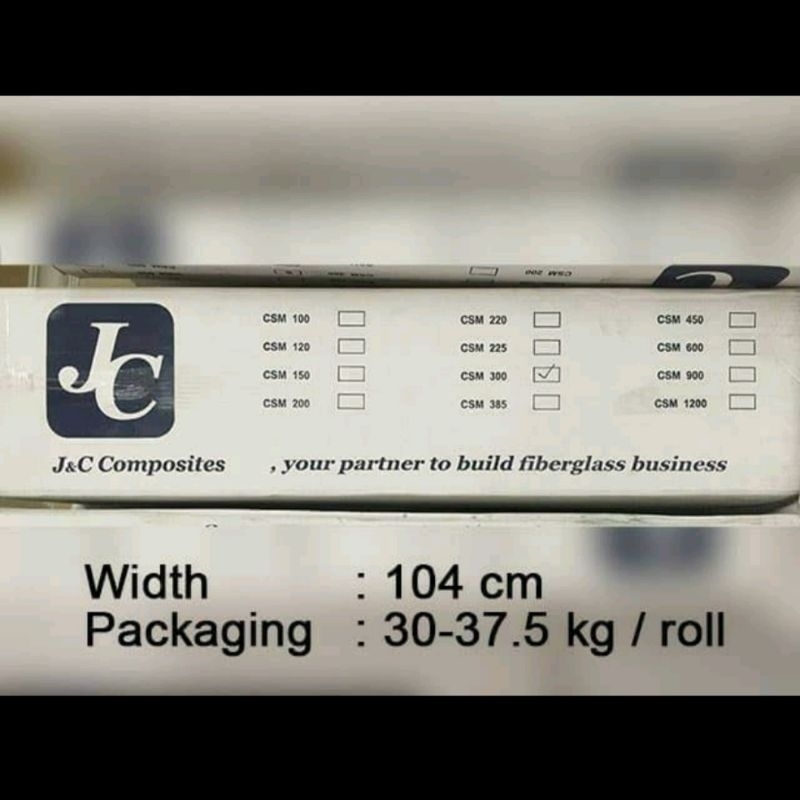 CSM 200
JC
CSM 100
CSM 220
CSM 450
CSM 120
CSM 225
CSM 600
CSM 150
CSM 300
CSM 900
CSM 200
CSM 385
CSM 1200
J&C Composites , your partner to build fiberglass business
Width : 104 cm
Packaging : 30-37.5 kg / roll